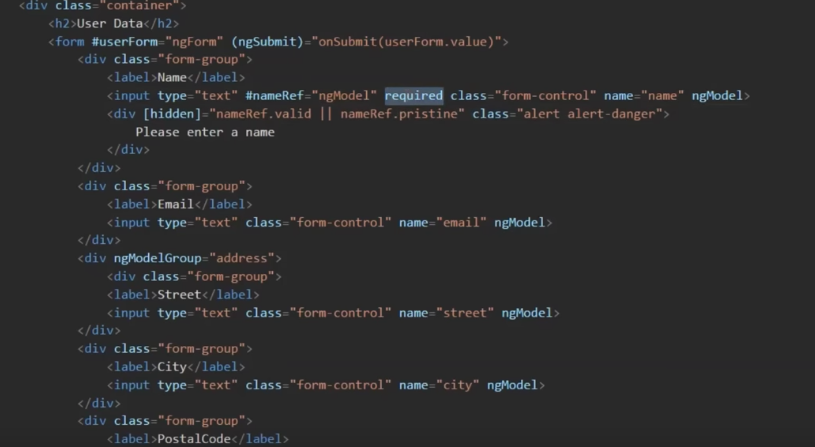 <div class="container">
<h2>User Data</h2>
<form #userForm="ngForm" (ngSubmit)="onSubmit(userForm.value)">
<div class="form-group">
<label>Name</label>
<input type="text" #nameRef="ngModel" required class="form-control" name="name" ngModel>
<div [hidden]="nameRef.valid || nameRef.pristine" class="alert alert-danger">
Please enter a name
</div>
</div>
<div class="form-group">
<label>Email</label>
<input type="text" class="form-control" name="email" ngModel>
</div>
<div ngModelGroup="address">
<div class="form-group">
<label>Street</label>
<input type="text" class="form-control" name="street" ngModel>
</div>
<div class="form-group">
<label>City</label>
<input type="text" class="form-control" name="city" ngModel>
</div>
<div class="form-group">
<label>PostalCode</label>